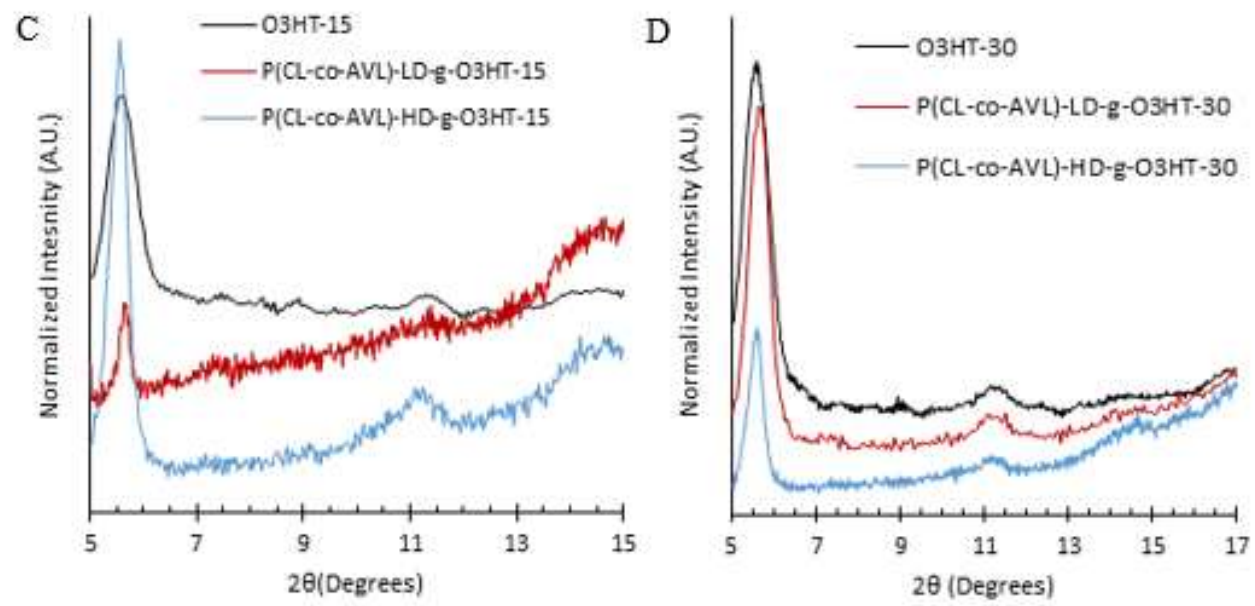 C
O3HT-15
P(CL-co-AVL)-LD-g-O3HT-15
P(CL-co-AVL)-HD-g-O3HT-15
Normalized Intesnity (A.U.)
5 7 9 11 13 15
2θ(Degrees)
D
O3HT-30
P(CL-co-AVL)-LD-g-O3HT-30
P(CL-co-AVL)-HD-g-O3HT-30
Normalized Intensity (A.U.)
5 7 9 11 13 15 17
2θ (Degrees)